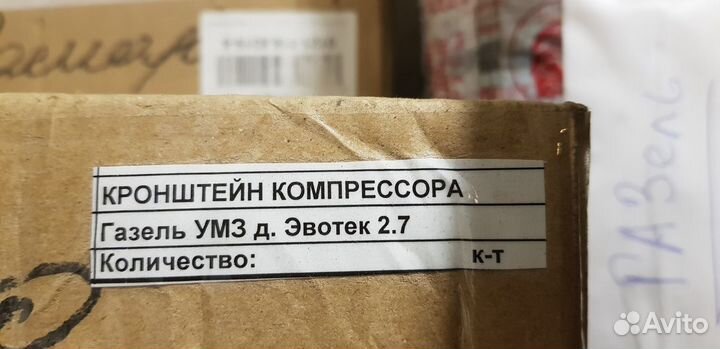 КРОНШТЕЙН КОМПРЕССОРА
Газель УМЗ д. Эвотек 2.7
Количество: к-т
ГАЗель
Avito